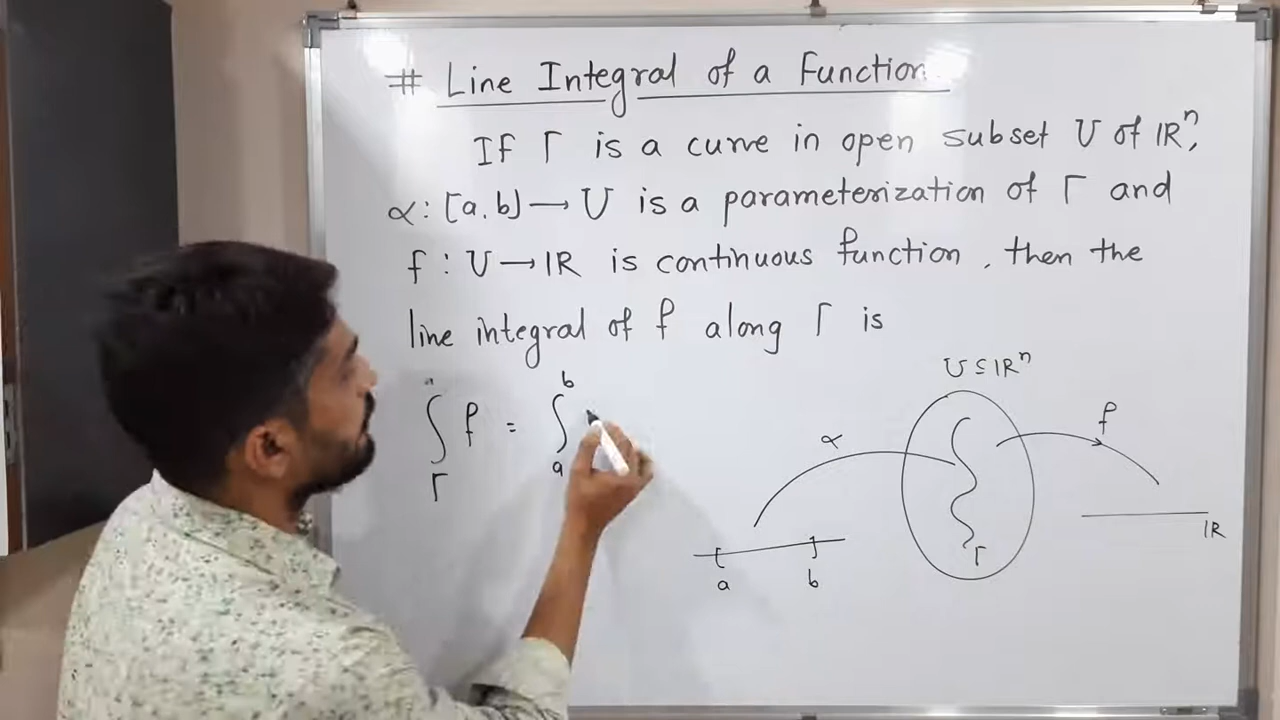 # Line Integral of a Function
If Γ is a curve in open subset U of ℝⁿ,
α : [a, b] → U is a parameterization of Γ and
f : U → ℝ is continuous function, then the
line integral of f along Γ is
∫_Γ f = ∫_a^b
U ⊆ ℝⁿ
α
f
Γ
ℝ
a b